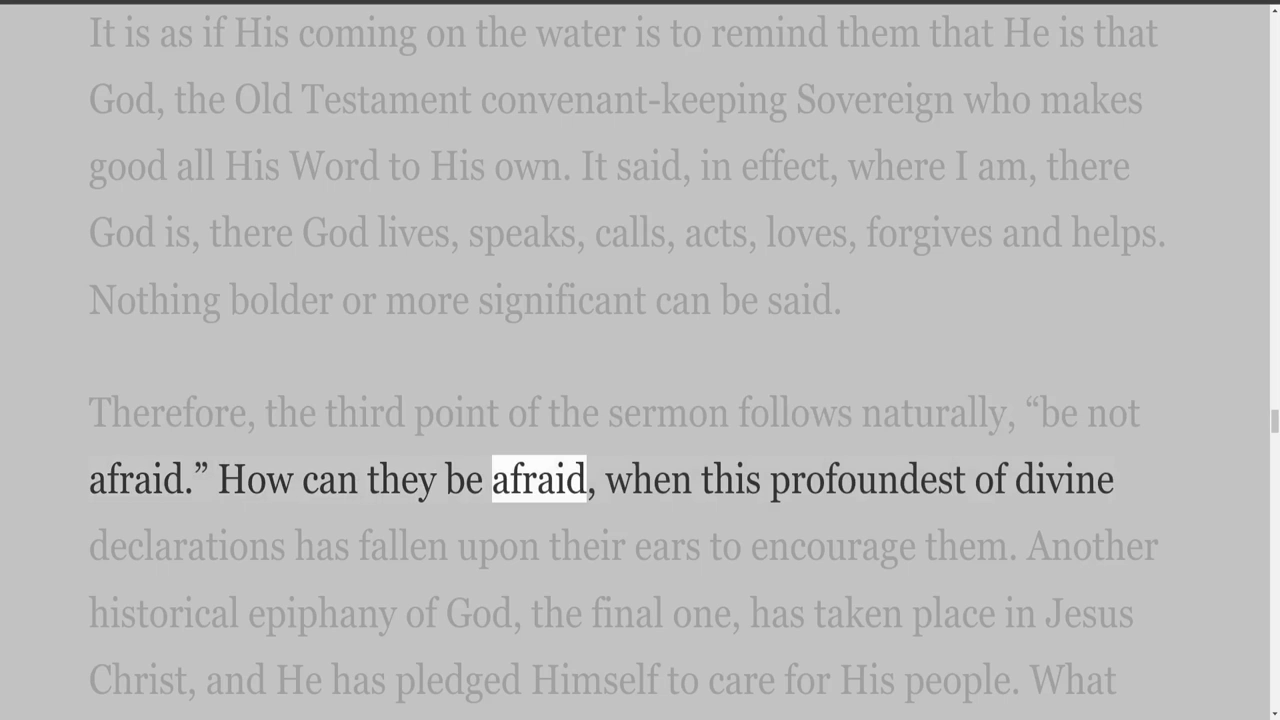 It is as if His coming on the water is to remind them that He is that
God, the Old Testament convenant-keeping Sovereign who makes
good all His Word to His own. It said, in effect, where I am, there
God is, there God lives, speaks, calls, acts, loves, forgives and helps.
Nothing bolder or more significant can be said.
Therefore, the third point of the sermon follows naturally, “be not
afraid.” How can they be afraid, when this profoundest of divine
declarations has fallen upon their ears to encourage them. Another
historical epiphany of God, the final one, has taken place in Jesus
Christ, and He has pledged Himself to care for His people. What